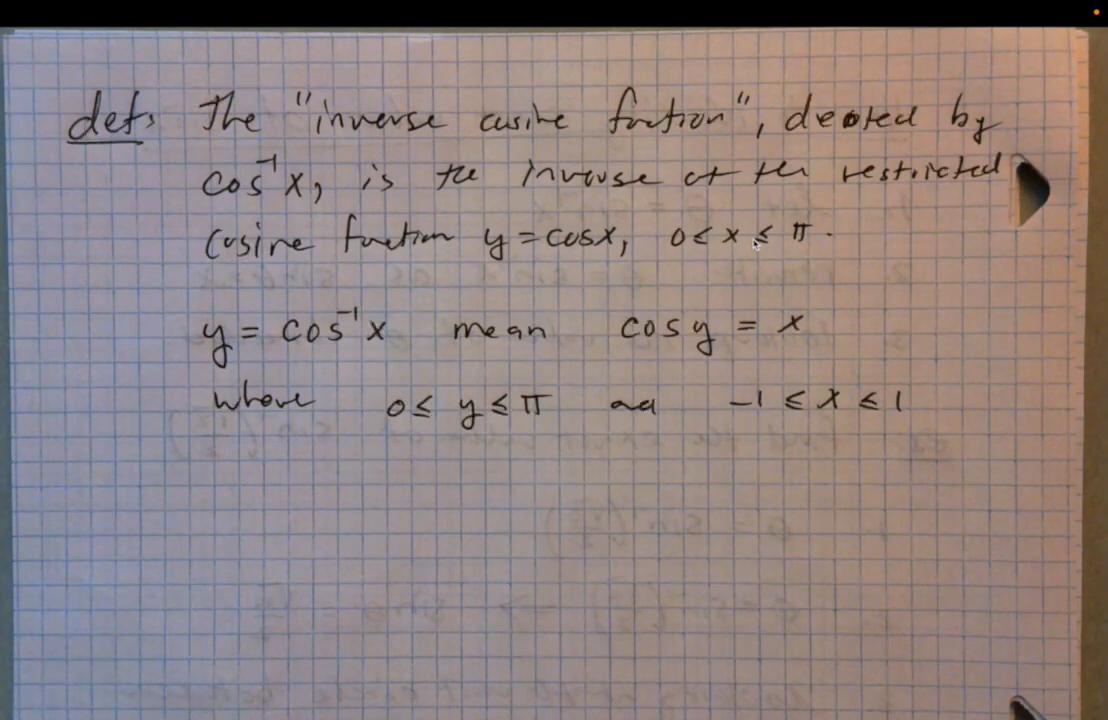 def: The "inverse cosine function", denoted by
cos⁻¹x, is the inverse of the restricted
cosine function y = cosx, 0 ≤ x ≤ π.
y = cos⁻¹x mean cos y = x
where 0 ≤ y ≤ π and -1 ≤ x ≤ 1